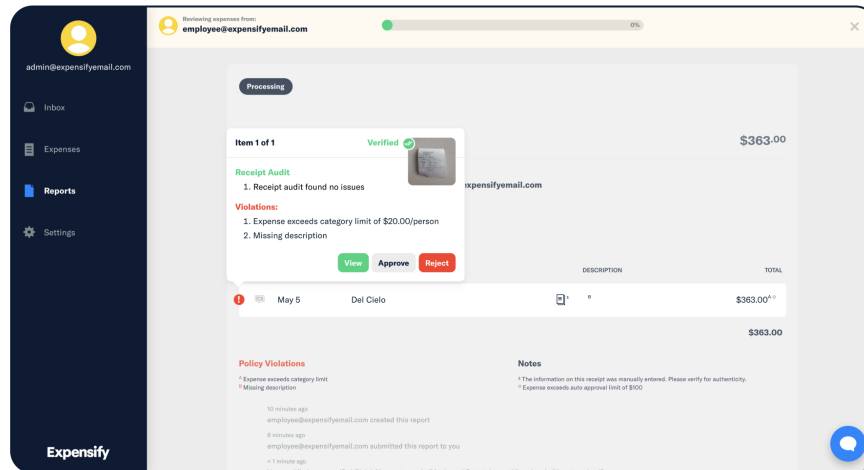 Reviewing expenses from:
employee@expensifyemail.com
0%
admin@expensifyemail.com
Inbox
Expenses
Reports
Settings
Expensify
Processing
$363.00
Item 1 of 1
Verified
Receipt Audit
1. Receipt audit found no issues
expensifyemail.com
Violations:
1. Expense exceeds category limit of $20.00/person
2. Missing description
View Approve Reject
DESCRIPTION TOTAL
May 5 Del Cielo B $363.00
$363.00
Policy Violations
A Expense exceeds category limit
B Missing description
Notes
The information on this receipt was manually entered. Please verify for authenticity.
Expense exceeds auto approval limit of $100
10 minutes ago
employee@expensifyemail.com created this report
6 minutes ago
employee@expensifyemail.com submitted this report to you
< 1 minute ago